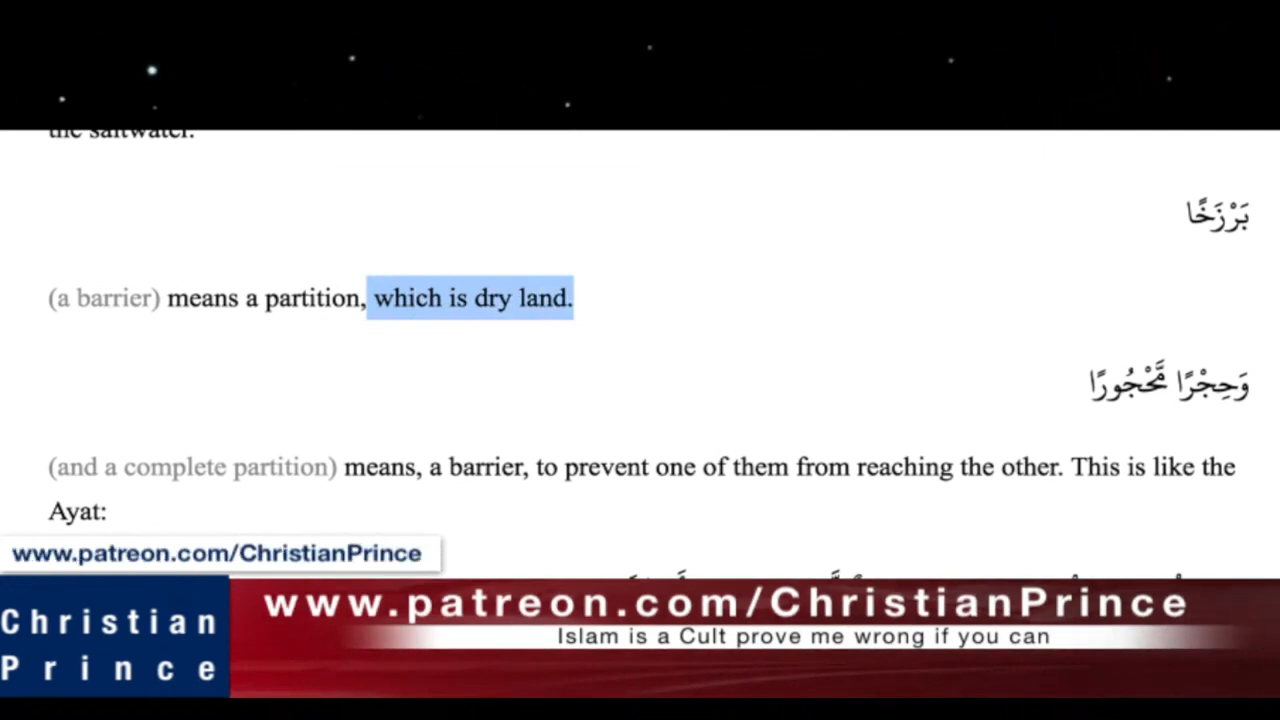 the saltwater.
بَرْزَخًا
(a barrier) means a partition, which is dry land.
وَحِجْرًا مَّحْجُورًا
(and a complete partition) means, a barrier, to prevent one of them from reaching the other. This is like the
Ayat:
www.patreon.com/ChristianPrince
www.patreon.com/ChristianPrince
Islam is a Cult prove me wrong if you can
Christian
Prince